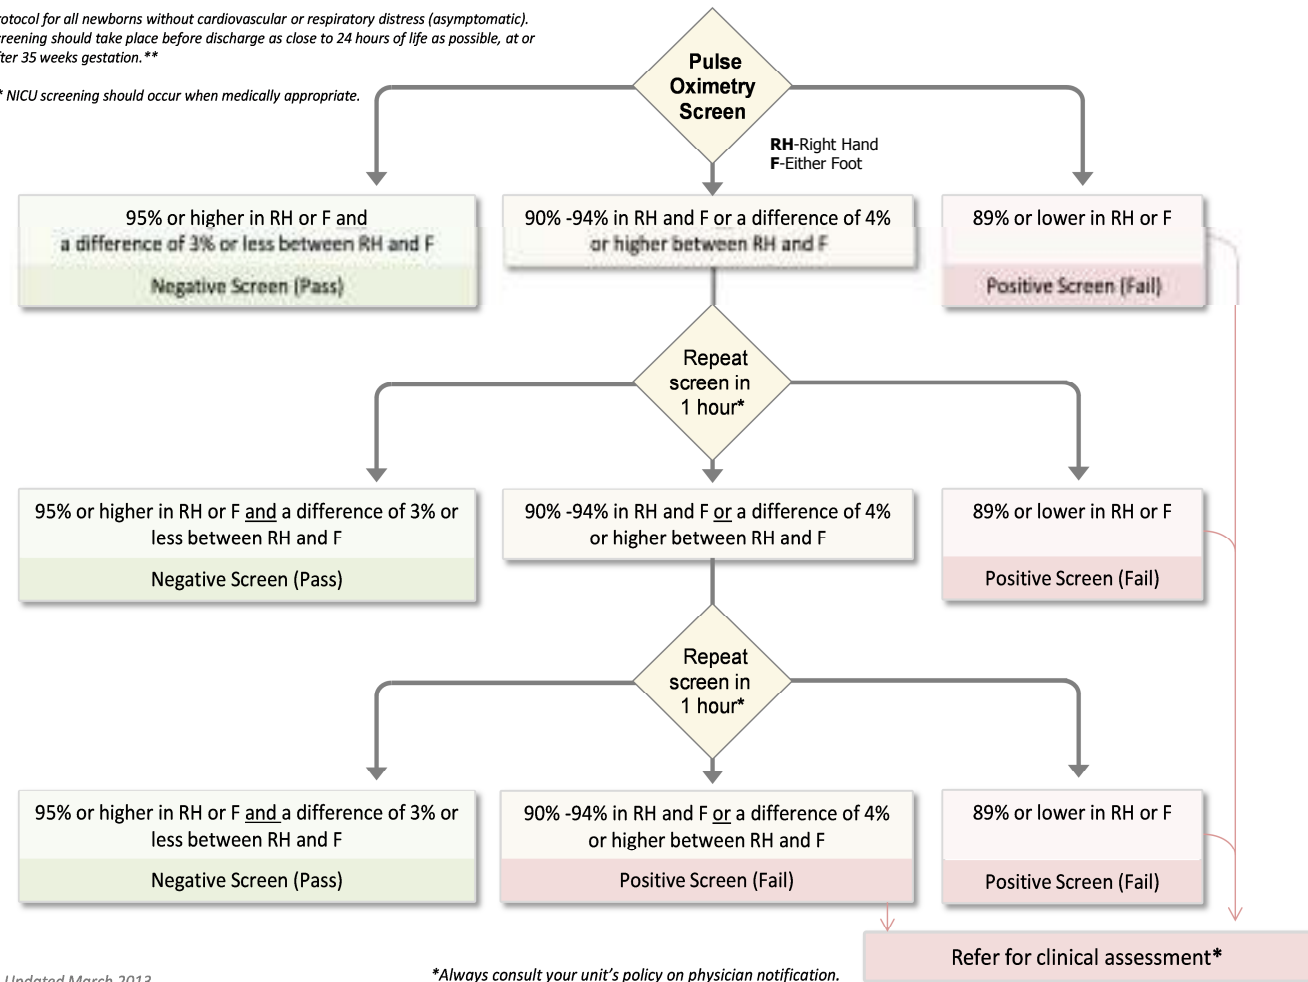 rotocol for all newborns without cardiovascular or respiratory distress (asymptomatic).
creening should take place before discharge as close to 24 hours of life as possible, at or
fter 35 weeks gestation.**
* NICU screening should occur when medically appropriate.
Pulse
Oximetry
Screen
RH-Right Hand
F-Either Foot
95% or higher in RH or F and
a difference of 3% or less between RH and F
Negative Screen (Pass)
90% -94% in RH and F or a difference of 4%
or higher between RH and F
89% or lower in RH or F
Positive Screen (Fail)
Repeat
screen in
1 hour*
95% or higher in RH or F and a difference of 3% or
less between RH and F
Negative Screen (Pass)
90% -94% in RH and F or a difference of 4%
or higher between RH and F
89% or lower in RH or F
Positive Screen (Fail)
Repeat
screen in
1 hour*
95% or higher in RH or F and a difference of 3% or
less between RH and F
Negative Screen (Pass)
90% -94% in RH and F or a difference of 4%
or higher between RH and F
Positive Screen (Fail)
89% or lower in RH or F
Positive Screen (Fail)
Refer for clinical assessment*
Updated March 2013
*Always consult your unit's policy on physician notification.